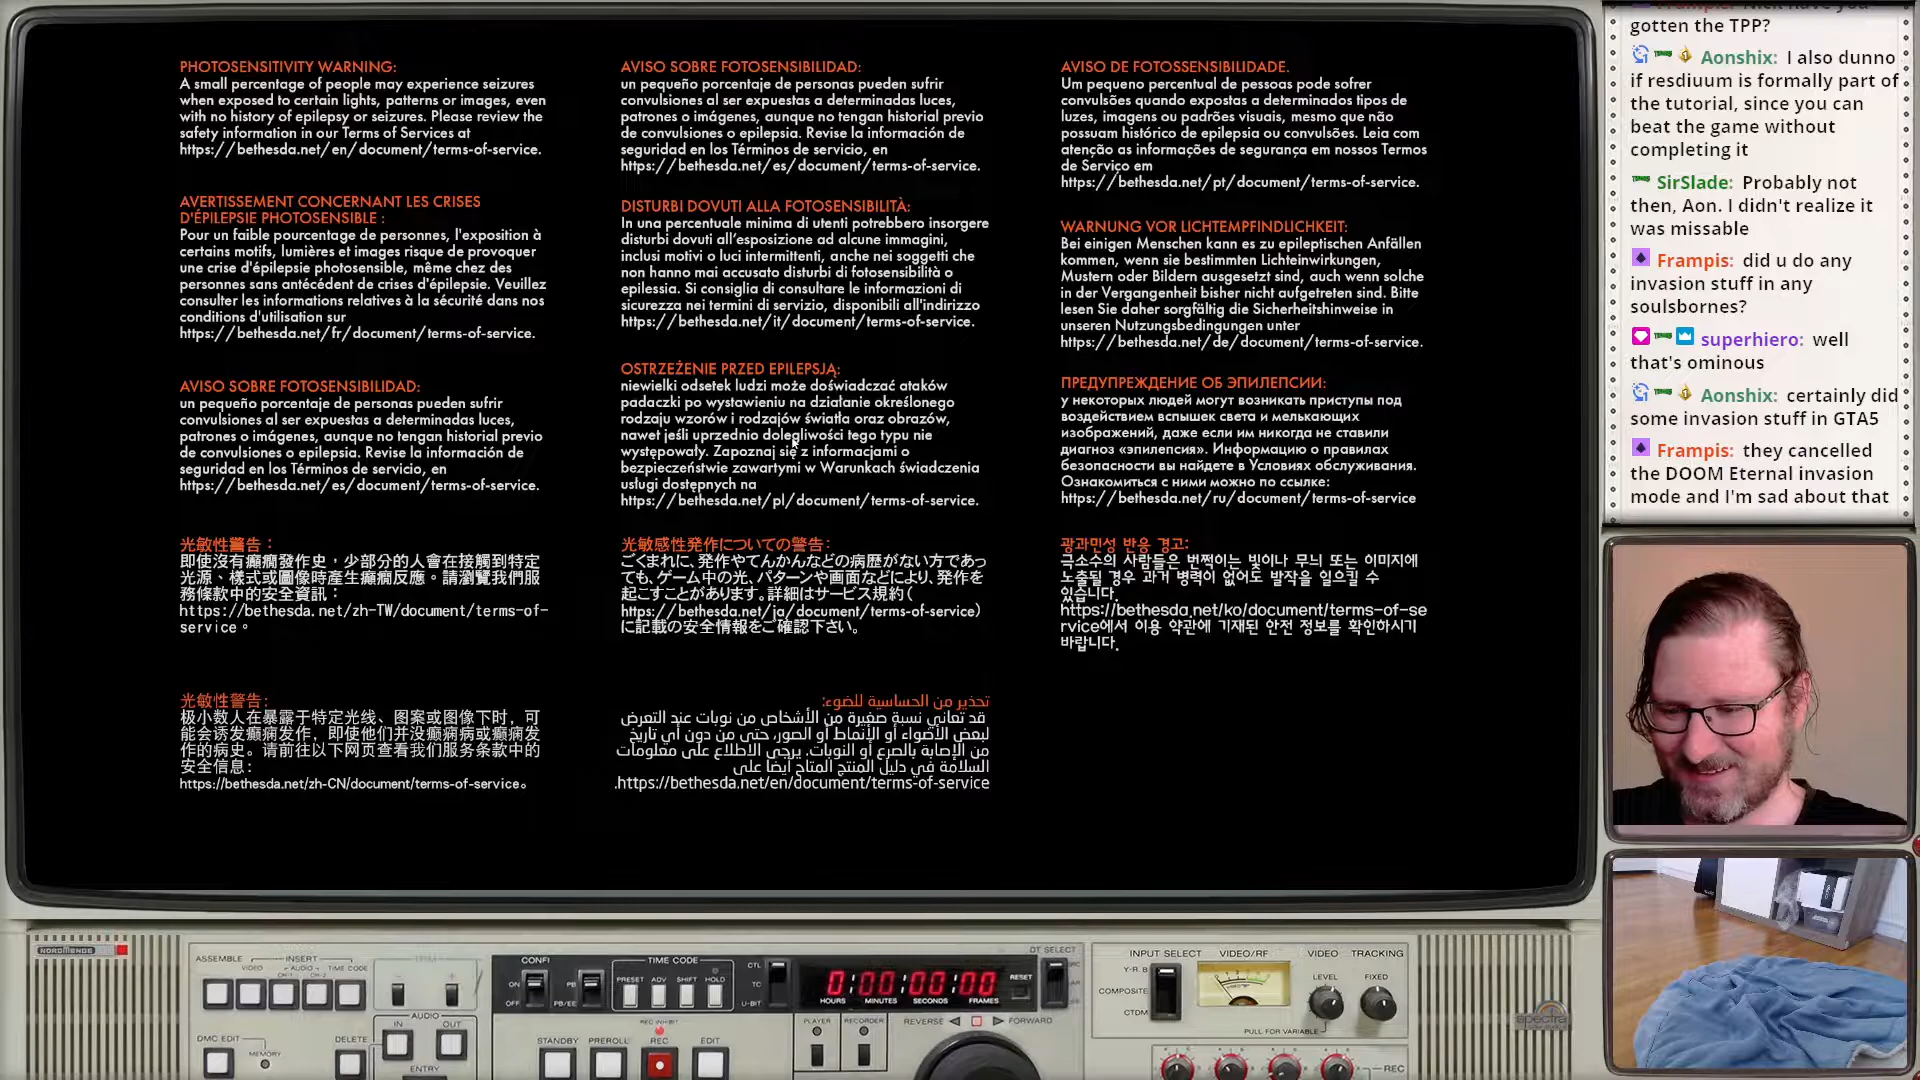 PHOTOSENSITIVITY WARNING:
A small percentage of people may experience seizures
when exposed to certain lights, patterns or images, even
with no history of epilepsy or seizures. Please review the
safety information in our Terms of Services at
https://bethesda.net/en/document/terms-of-service.
AVERTISSEMENT CONCERNANT LES CRISES
D'ÉPILEPSIE PHOTOSENSIBLE :
Pour un faible pourcentage de personnes, l'exposition à
certains motifs, lumières et images risque de provoquer
une crise d'épilepsie photosensible, même chez des
personnes sans antécédent de crises d'épilepsie. Veuillez
consulter les informations relatives à la sécurité dans nos
conditions d'utilisation sur
https://bethesda.net/fr/document/terms-of-service.
AVISO SOBRE FOTOSENSIBILIDAD:
un pequeño porcentaje de personas pueden sufrir
convulsiones al ser expuestas a determinadas luces,
patrones o imágenes, aunque no tengan historial previo
de convulsiones o epilepsia. Revise la información de
seguridad en los Términos de servicio, en
https://bethesda.net/es/document/terms-of-service.
光敏性警告：
即使沒有癲癇發作史，少部分的人會在接觸到特定
光源、樣式或圖像時產生癲癇反應。請瀏覽我們服
務條款中的安全資訊：
https://bethesda.net/zh-TW/document/terms-of-
service。
光敏性警告:
极小数人在暴露于特定光线、图案或图像下时，可
能会诱发癫痫发作，即使他们并没癫痫病或癫痫发
作的病史。请前往以下网页查看我们服务条款中的
安全信息:
https://bethesda.net/zh-CN/document/terms-of-service。
AVISO SOBRE FOTOSENSIBILIDAD:
un pequeño porcentaje de personas pueden sufrir
convulsiones al ser expuestas a determinadas luces,
patrones o imágenes, aunque no tengan historial previo
de convulsiones o epilepsia. Revise la información de
seguridad en los Términos de servicio, en
https://bethesda.net/es/document/terms-of-service.
DISTURBI DOVUTI ALLA FOTOSENSIBILITÀ:
In una percentuale minima di utenti potrebbero insorgere
disturbi dovuti all'esposizione ad alcune immagini,
inclusi motivi o luci intermittenti, anche nei soggetti che
non hanno mai accusato disturbi di fotosensibilità o
epilessia. Si consiglia di consultare le informazioni di
sicurezza nei termini di servizio, disponibili all'indirizzo
https://bethesda.net/it/document/terms-of-service.
OSTRZEŻENIE PRZED EPILEPSJĄ:
niewielki odsetek ludzi może doświadczać ataków
padaczki po wystawieniu na działanie określonego
rodzaju wzorów i rodzajów światła oraz obrazów,
nawet jeśli uprzednio dolegliwości tego typu nie
występowały. Zapoznaj się z informacjami o
bezpieczeństwie zawartymi w Warunkach świadczenia
usługi dostępnych na
https://bethesda.net/pl/document/terms-of-service.
光敏感性発作についての警告:
ごくまれに、発作やてんかんなどの病歴がない方であっ
ても、ゲーム中の光、パターンや画面などにより、発作を
起こすことがあります。詳細はサービス規約(
https://bethesda.net/ja/document/terms-of-service)
に記載の安全情報をご確認下さい。
تحذير من الحساسية للضوء:
قد تعاني نسبة صغيرة من الأشخاص من نوبات عند التعرض
لبعض الأضواء أو الأنماط أو الصور، حتى من دون أي تاريخ
من الإصابة بالصرع أو النوبات. يرجى الاطلاع على معلومات
السلامة في دليل المنتج المتاح أيضا على
https://bethesda.net/en/document/terms-of-service.
AVISO DE FOTOSSENSIBILIDADE.
Um pequeno percentual de pessoas pode sofrer
convulsões quando expostas a determinados tipos de
luzes, imagens ou padrões visuais, mesmo que não
possuam histórico de epilepsia ou convulsões. Leia com
atenção as informações de segurança em nossos Termos
de Serviço em
https://bethesda.net/pt/document/terms-of-service.
WARNUNG VOR LICHTEMPFINDLICHKEIT:
Bei einigen Menschen kann es zu epileptischen Anfällen
kommen, wenn sie bestimmten Lichteinwirkungen,
Mustern oder Bildern ausgesetzt sind, auch wenn solche
in der Vergangenheit bisher nicht aufgetreten sind. Bitte
lesen Sie daher sorgfältig die Sicherheitshinweise in
unseren Nutzungsbedingungen unter
https://bethesda.net/de/document/terms-of-service.
ПРЕДУПРЕЖДЕНИЕ ОБ ЭПИЛЕПСИИ:
у некоторых людей могут возникать приступы под
воздействием вспышек света и мелькающих
изображений, даже если им никогда не ставили
диагноз «эпилепсия». Информацию о правилах
безопасности вы найдете в Условиях обслуживания.
Ознакомиться с ними можно по ссылке:
https://bethesda.net/ru/document/terms-of-service
광과민성 반응 경고:
극소수의 사람들은 번쩍이는 빛이나 무늬 또는 이미지에
노출될 경우 과거 병력이 없어도 발작을 일으킬 수
있습니다.
https://bethesda.net/ko/document/terms-of-se
rvice에서 이용 약관에 기재된 안전 정보를 확인하시기
바랍니다.
Frampis: Nick have you
gotten the TPP?
Aonshix: I also dunno
if resdiuum is formally part of
the tutorial, since you can
beat the game without
completing it
SirSlade: Probably not
then, Aon. I didn't realize it
was missable
Frampis: did u do any
invasion stuff in any
soulsbornes?
superhiero: well
that's ominous
Aonshix: certainly did
some invasion stuff in GTA5
Frampis: they cancelled
the DOOM Eternal invasion
mode and I'm sad about that
NORDMENDE
ASSEMBLE
INSERT
VIDEO
AUDIO
CH-1
CH-2
TIME CODE
AUDIO
IN
OUT
DMC EDIT
MEMORY
DELETE
ENTRY
CONFI
ON
OFF
PB
PB/EE
TIME CODE
PRESET
ADV
SHIFT
HOLD
CTL
TC
U-BIT
REC INHIBIT
STANDBY
PREROLL
REC
EDIT
0:00:00:00
HOURS
MINUTES
SECONDS
FRAMES
RESET
DT SELECT
PLAYER
RECORDER
REVERSE
FORWARD
INPUT SELECT
Y-R, B
COMPOSITE
CTDM
VIDEO/RF
VIDEO
LEVEL
TRACKING
FIXED
PULL FOR VARIABLE
REC
spectra